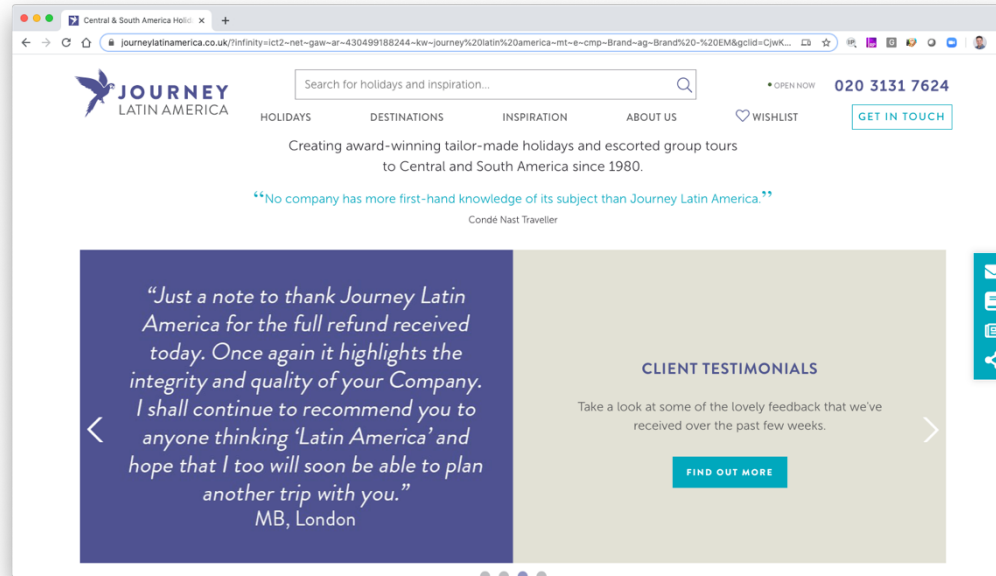 Central & South America Holid
journeylatinamerica.co.uk/?infinity=ict2~net~gaw~ar~430499188244~kw~journey%20latin%20america~mt~e~cmp~Brand~ag~Brand%20-%20EM&gclid=CjwK...
JOURNEY
LATIN AMERICA
Search for holidays and inspiration...
OPEN NOW
020 3131 7624
HOLIDAYS
DESTINATIONS
INSPIRATION
ABOUT US
WISHLIST
GET IN TOUCH
Creating award-winning tailor-made holidays and escorted group tours
to Central and South America since 1980.
“No company has more first-hand knowledge of its subject than Journey Latin America.”
Condé Nast Traveller
“Just a note to thank Journey Latin
America for the full refund received
today. Once again it highlights the
integrity and quality of your Company.
I shall continue to recommend you to
anyone thinking ‘Latin America’ and
hope that I too will soon be able to plan
another trip with you.”
MB, London
CLIENT TESTIMONIALS
Take a look at some of the lovely feedback that we've
received over the past few weeks.
FIND OUT MORE